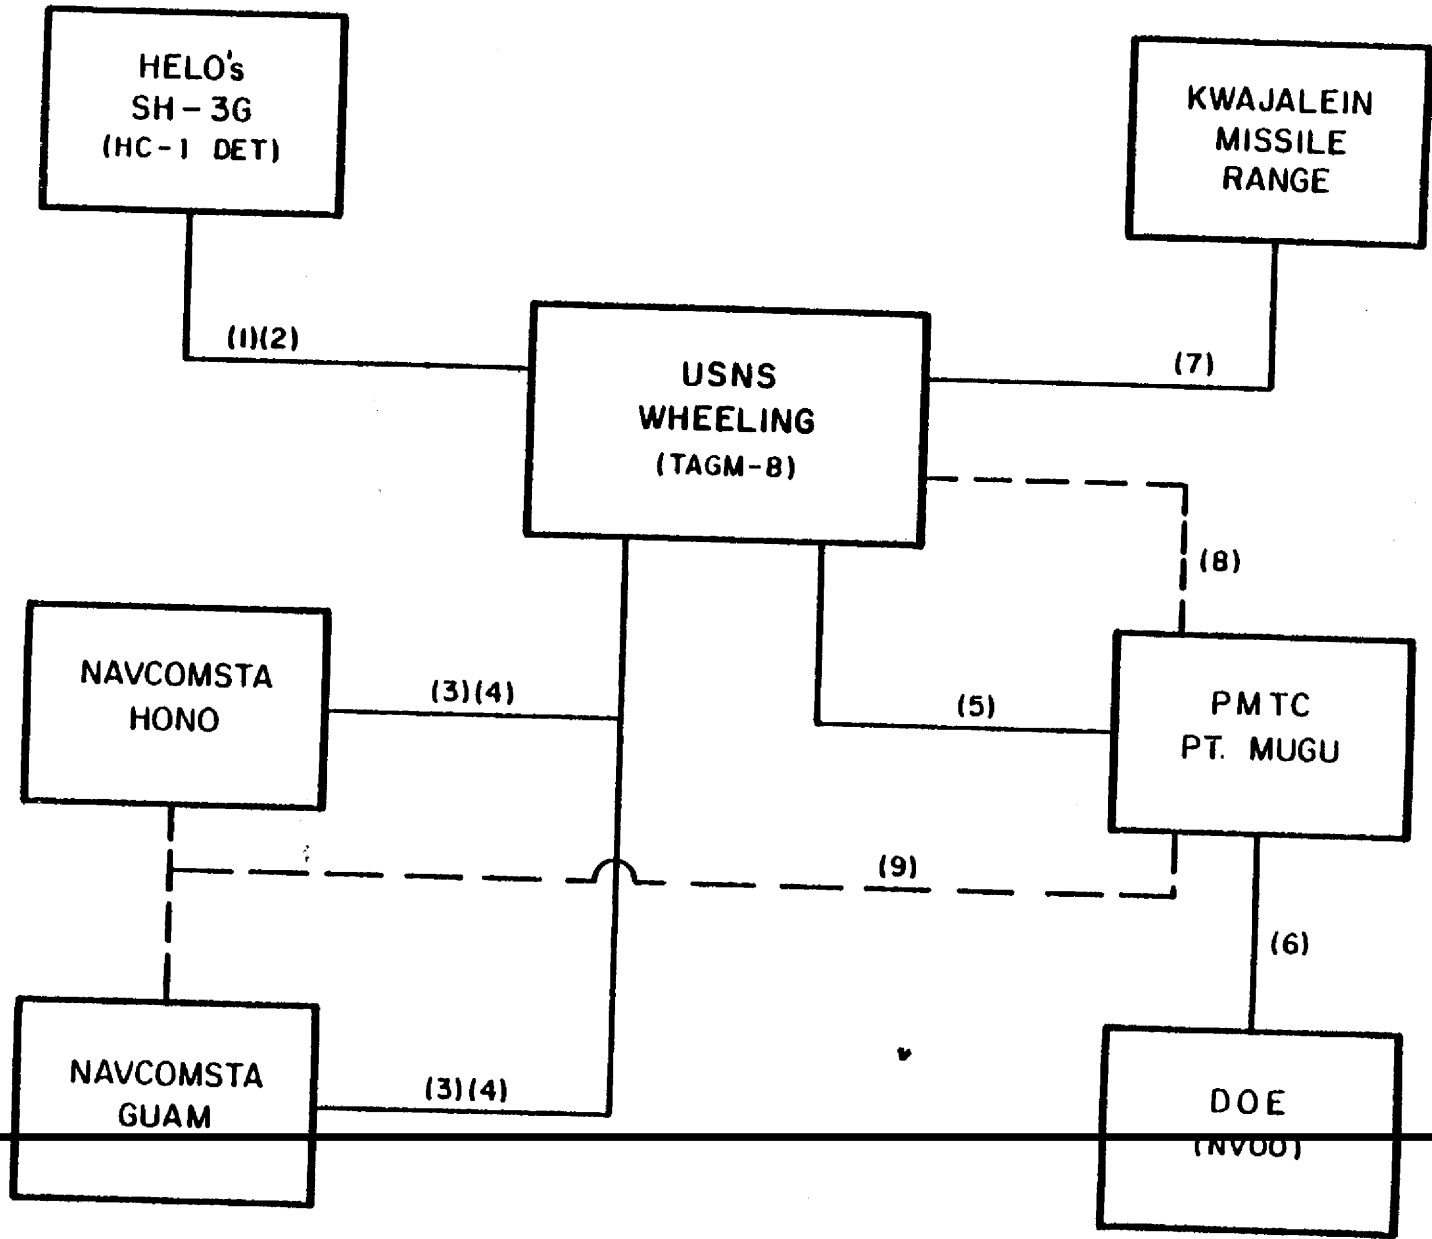 HELO's
SH-3G
(HC-1 DET)
KWAJALEIN
MISSILE
RANGE
(1)(2)
USNS
WHEELING
(TAGM-8)
(7)
(8)
NAVCOMSTA
HONO
(3)(4)
(5)
PMTC
PT. MUGU
(9)
(6)
NAVCOMSTA
GUAM
(3)(4)
DOE
(NVOO)